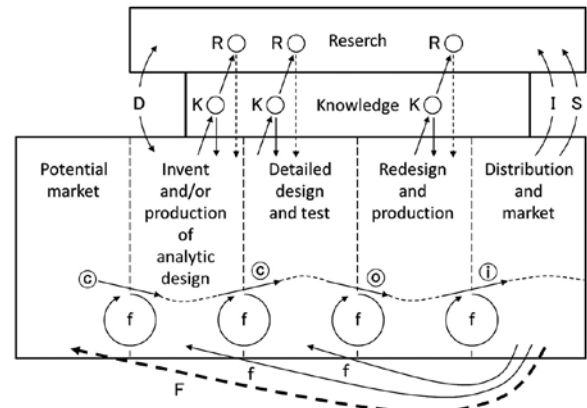 R R Reserch R
D K K Knowledge K I S
Potential market
Invent and/or production of analytic design
Detailed design and test
Redesign and production
Distribution and market
c c o i
f f f f
F f f